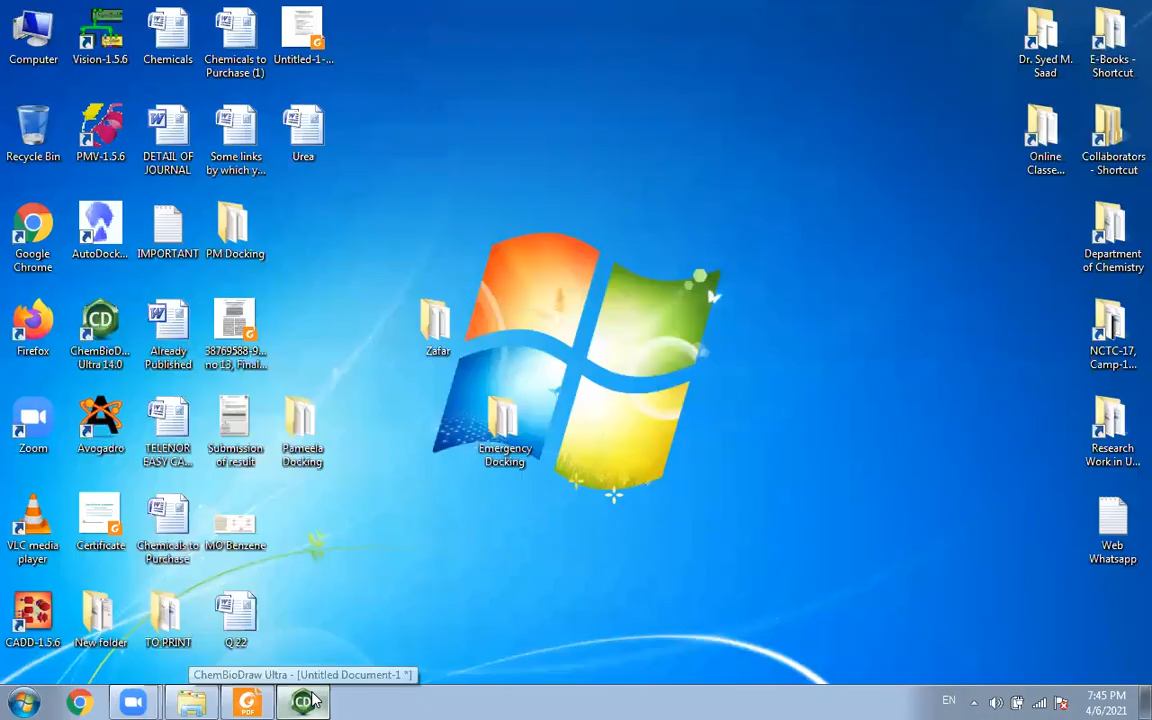 Computer
Vision-1.5.6
Chemicals
Chemicals to
Purchase (1)
Untitled-1-...
Dr. Syed M.
Saad
E-Books -
Shortcut
Recycle Bin
PMV-1.5.6
DETAIL OF
JOURNAL
Some links
by which y...
Urea
Online
Classe...
Collaborators
- Shortcut
Google
Chrome
AutoDock...
IMPORTANT
PM Docking
Department
of Chemistry
Firefox
ChemBioD...
Ultra 14.0
Already
Published
38769588-9...
no 13, Final...
Zafar
NCTC-17,
Camp-1...
Zoom
Avogadro
TELENOR
EASY CA...
Submission
of result
Pameela
Docking
Emergency
Docking
Research
Work in U...
VLC media
player
Certificate
Chemicals to
Purchase
MO Benzene
Web
Whatsapp
CADD-1.5.6
New folder
TO PRINT
Q 22
ChemBioDraw Ultra - [Untitled Document-1 *]
PDF
CD
EN
7:45 PM
4/6/2021